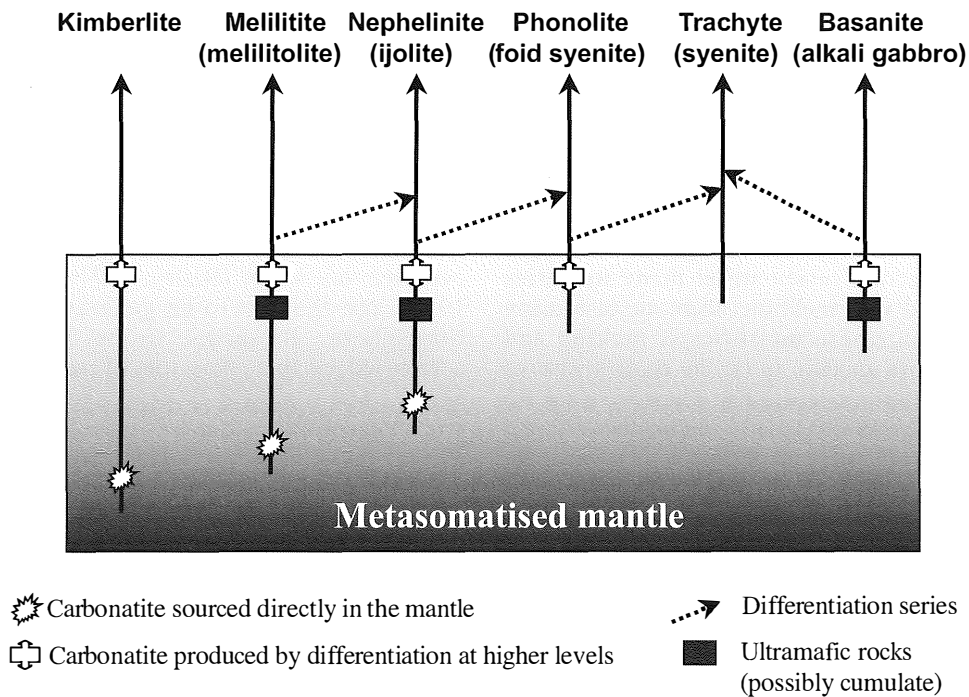 Kimberlite Melilitite Nephelinite Phonolite Trachyte Basanite
(melilitolite) (ijolite) (foid syenite) (syenite) (alkali gabbro)
Metasomatised mantle
Carbonatite sourced directly in the mantle
Carbonatite produced by differentiation at higher levels
Differentiation series
Ultramafic rocks
(possibly cumulate)